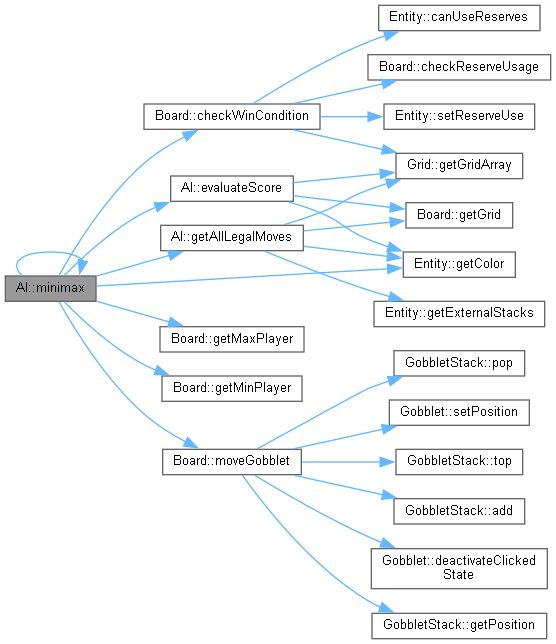 Entity::canUseReserves
Board::checkReserveUsage
Board::checkWinCondition
Entity::setReserveUse
Grid::getGridArray
AI::evaluateScore
Board::getGrid
AI::getAllLegalMoves
Entity::getColor
AI::minimax
Entity::getExternalStacks
Board::getMaxPlayer
GobbletStack::pop
Board::getMinPlayer
Gobblet::setPosition
Board::moveGobblet
GobbletStack::top
GobbletStack::add
Gobblet::deactivateClicked
State
GobbletStack::getPosition